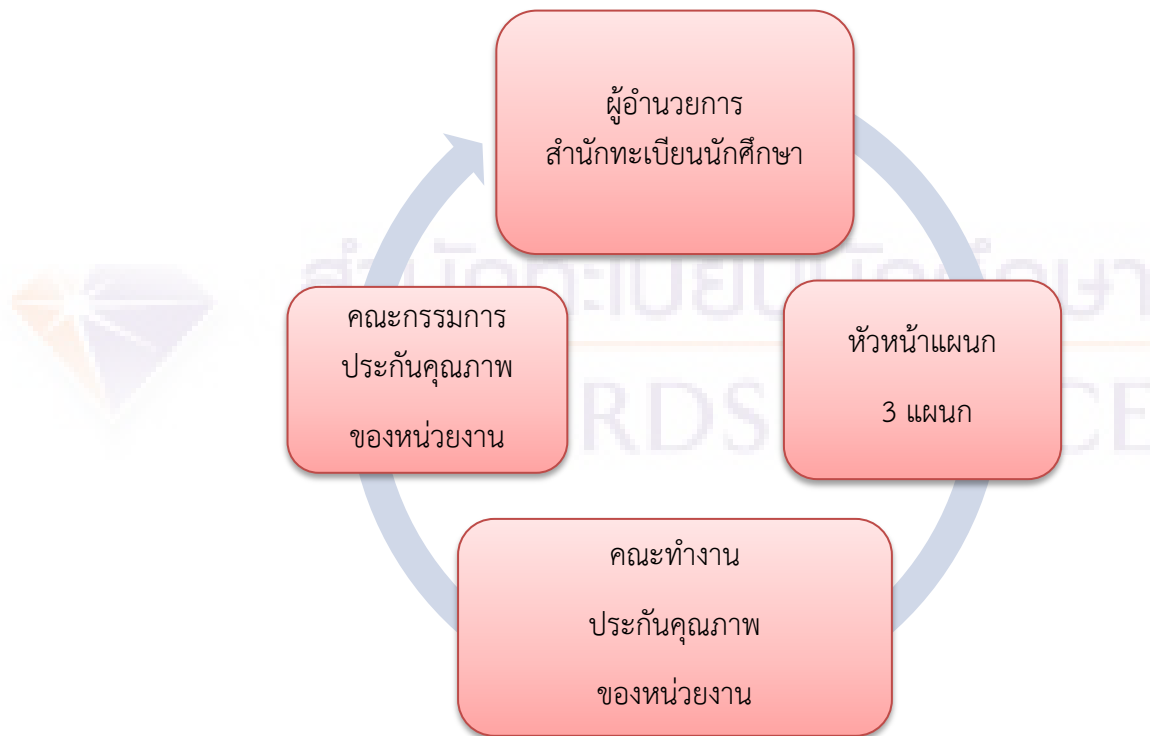 ผู้อำนวยการ
สำนักทะเบียนนักศึกษา
หัวหน้าแผนก
3 แผนก
คณะทำงาน
ประกันคุณภาพ
ของหน่วยงาน
คณะกรรมการ
ประกันคุณภาพ
ของหน่วยงาน